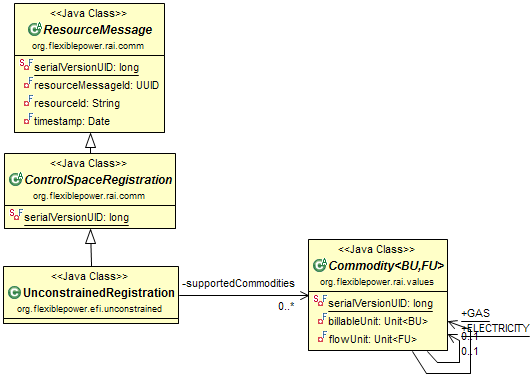 <<Java Class>>
ResourceMessage
org.flexiblepower.rai.comm
serialVersionUID: long
resourceMessageId: UUID
resourceId: String
timestamp: Date
<<Java Class>>
ControlSpaceRegistration
org.flexiblepower.rai.comm
serialVersionUID: long
<<Java Class>>
UnconstrainedRegistration
org.flexiblepower.efi.unconstrained
-supportedCommodities
0..*
<<Java Class>>
Commodity<BU,FU>
org.flexiblepower.rai.values
serialVersionUID: long
billableUnit: Unit<BU>
flowUnit: Unit<FU>
+GAS
+ELECTRICITY
0..1
0..1